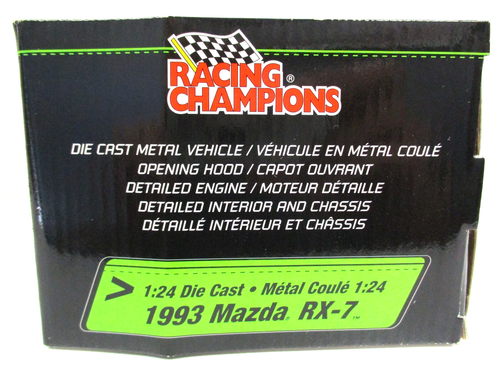 RACING®
CHAMPIONS
DIE CAST METAL VEHICLE / VÉHICULE EN MÉTAL COULÉ
OPENING HOOD / CAPOT OUVRANT
DETAILED ENGINE / MOTEUR DÉTAILLE
DETAILED INTERIOR AND CHASSIS
DÉTAILLÉ INTÉRIEUR ET CHÂSSIS
> 1:24 Die Cast • Métal Coulé 1:24
1993 Mazda® RX-7™